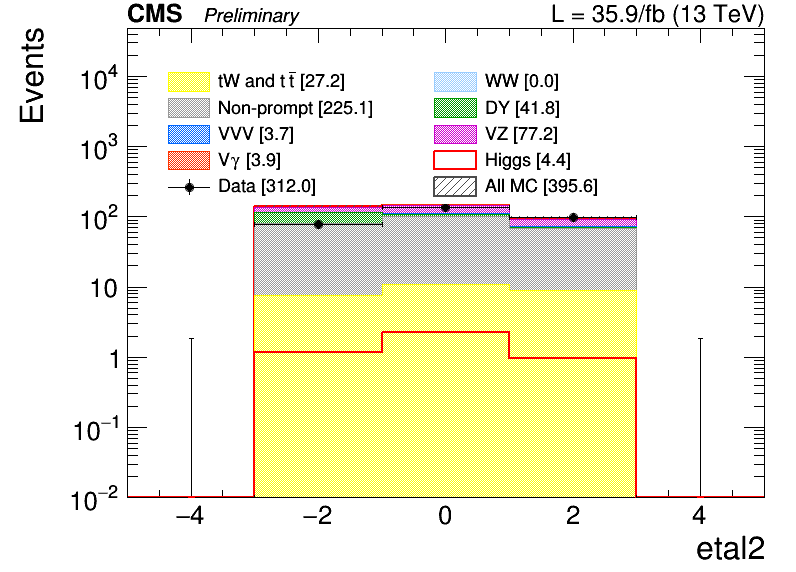 CMS Preliminary L = 35.9/fb (13 TeV)
Events
tW and t t̄ [27.2] WW [0.0]
Non-prompt [225.1] DY [41.8]
VVV [3.7] VZ [77.2]
Vγ [3.9] Higgs [4.4]
Data [312.0] All MC [395.6]
10⁴
10³
10²
10
1
10⁻¹
10⁻²
−4 −2 0 2 4
etal2